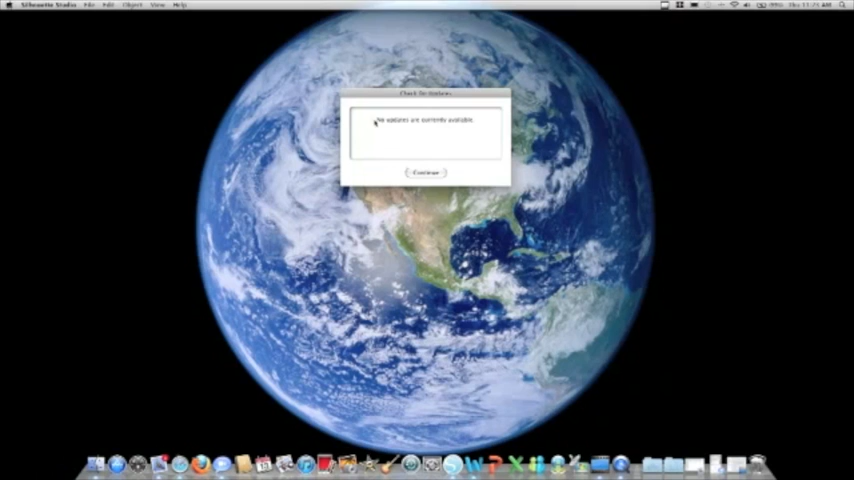 Silhouette Studio File Edit Object View Help
Check for Updates
No updates are currently available.
Continue